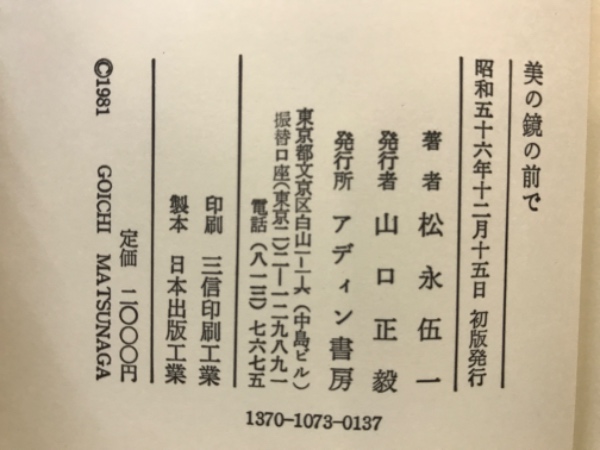 美の鏡の前で
昭和五十六年十二月十五日 初版発行
著者 松永伍一
発行者 山口正毅
発行所 アディン書房
東京都文京区白山一ー一ー六(中島ビル)
振替口座(東京二)二ー一二九八九一
電話(八一三)七六七五
印刷 三信印刷工業
製本 日本出版工業
定価 一、一〇〇〇円
©1981 GOICHI MATSUNAGA
1370-1073-0137